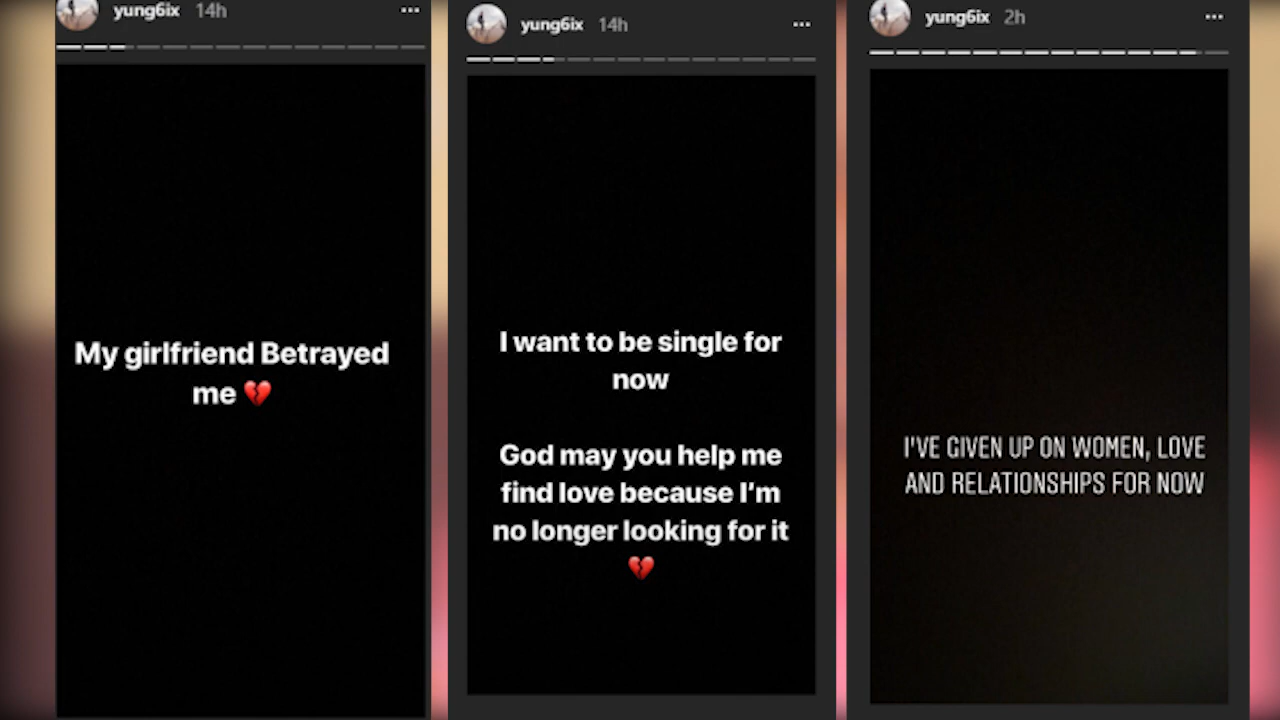 yung6ix 14h
My girlfriend Betrayed
me 💔
yung6ix 14h
I want to be single for
now
God may you help me
find love because I'm
no longer looking for it
💔
yung6ix 2h
I'VE GIVEN UP ON WOMEN, LOVE
AND RELATIONSHIPS FOR NOW